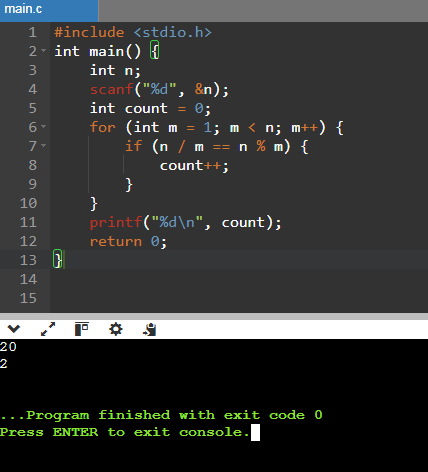 main.c
1 #include <stdio.h>
2 int main() {
3     int n;
4     scanf("%d", &n);
5     int count = 0;
6     for (int m = 1; m < n; m++) {
7         if (n / m == n % m) {
8             count++;
9         }
10     }
11     printf("%d\n", count);
12     return 0;
13 }
14
15
20
2
...Program finished with exit code 0
Press ENTER to exit console.